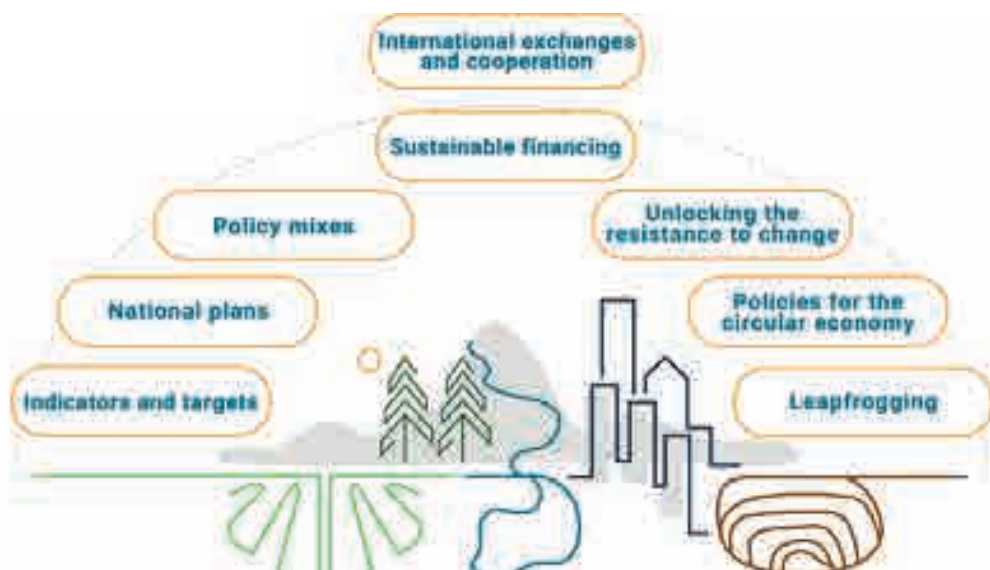 International exchanges
and cooperation
Sustainable financing
Policy mixes
Unlocking the
resistance to change
National plans
Policies for the
circular economy
Indicators and targets
Leapfrogging